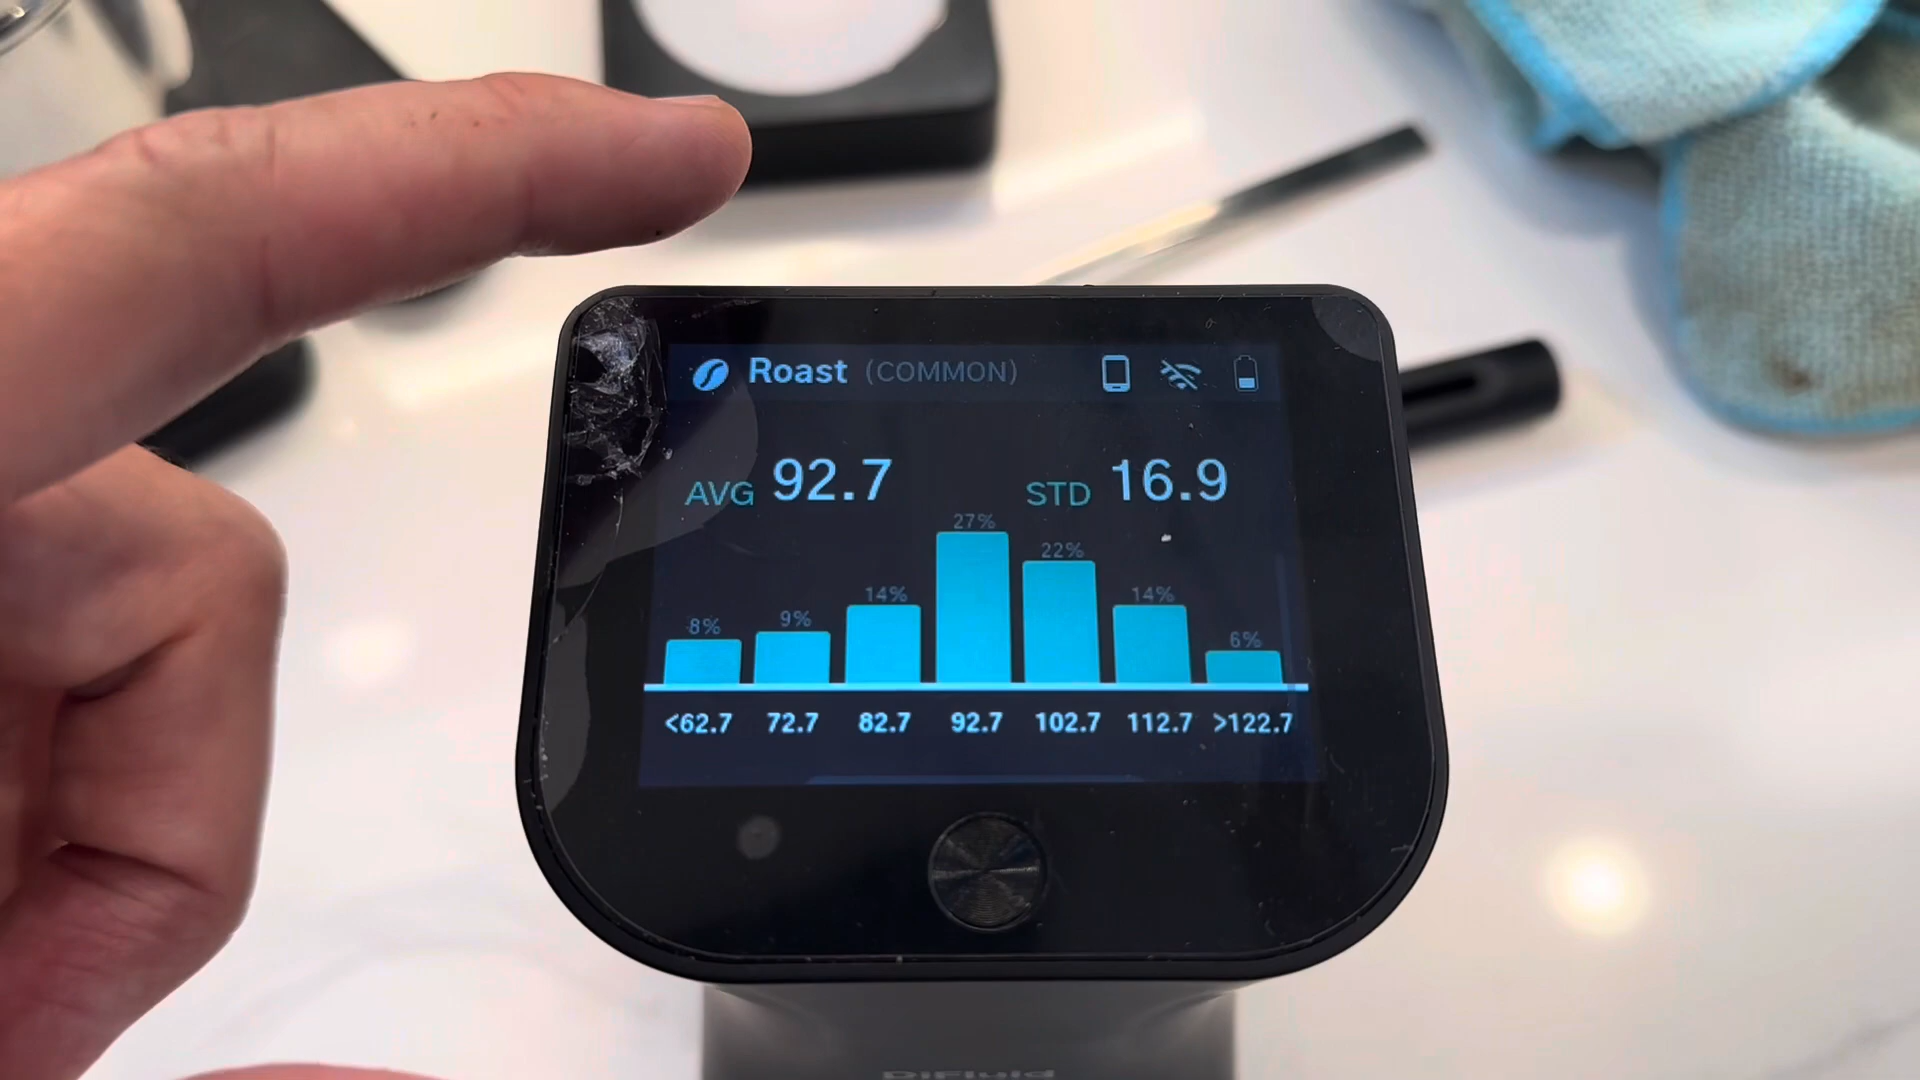 Roast (COMMON)
AVG 92.7 STD 16.9
8% 9% 14% 27% 22% 14% 6%
<62.7 72.7 82.7 92.7 102.7 112.7 >122.7
DiFluid